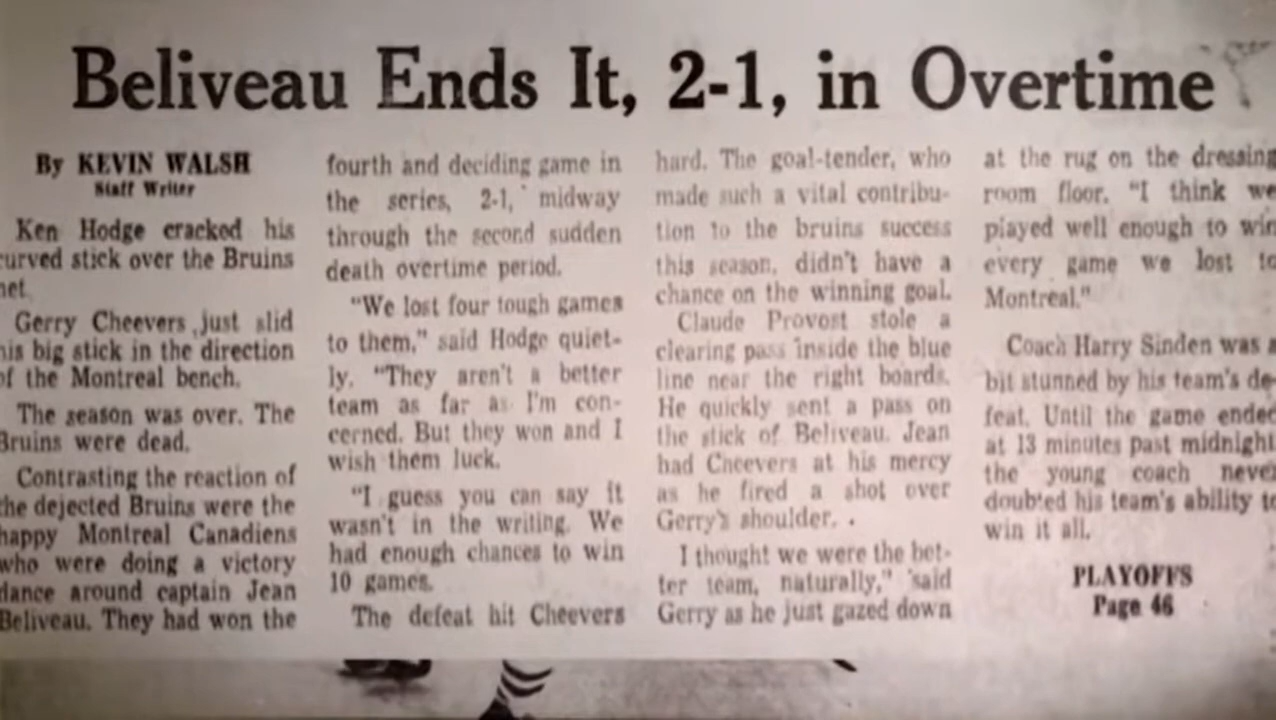 Beliveau Ends It, 2-1, in Overtime
By KEVIN WALSH
Staff Writer
Ken Hodge cracked his
curved stick over the Bruins
net.
Gerry Cheevers just slid
his big stick in the direction
of the Montreal bench.
The season was over. The
Bruins were dead.
Contrasting the reaction of
the dejected Bruins were the
happy Montreal Canadiens
who were doing a victory
dance around captain Jean
Beliveau. They had won the
fourth and deciding game in
the series, 2-1, midway
through the second sudden
death overtime period.
"We lost four tough games
to them," said Hodge quiet-
ly. "They aren't a better
team as far as I'm con-
cerned. But they won and I
wish them luck.
"I guess you can say it
wasn't in the writing. We
had enough chances to win
10 games.
The defeat hit Cheevers
hard. The goal-tender, who
made such a vital contribu-
tion to the bruins success
this season, didn't have a
chance on the winning goal.
Claude Provost stole a
clearing pass inside the blue
line near the right boards.
He quickly sent a pass on
the stick of Beliveau. Jean
had Cheevers at his mercy
as he fired a shot over
Gerry's shoulder.
I thought we were the bet-
ter team, naturally," said
Gerry as he just gazed down
at the rug on the dressing
room floor. "I think we
played well enough to win
every game we lost to
Montreal."
Coach Harry Sinden was a
bit stunned by his team's de-
feat. Until the game ended
at 13 minutes past midnight
the young coach never
doubted his team's ability to
win it all.
PLAYOFFS
Page 46